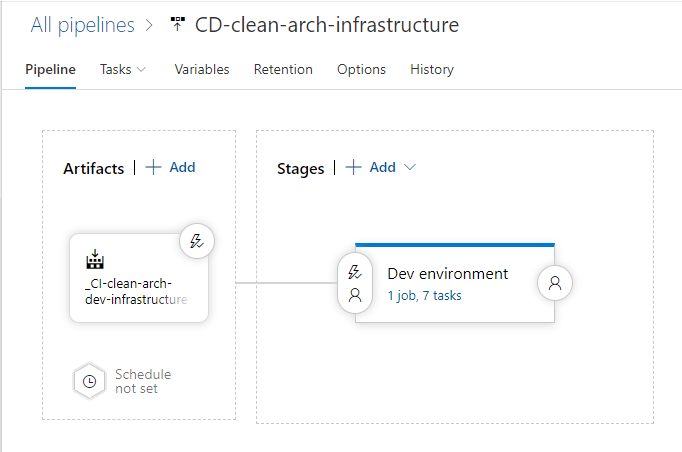 All pipelines > CD-clean-arch-infrastructure
Pipeline Tasks Variables Retention Options History
Artifacts | + Add
Stages | + Add
_CI-clean-arch-
dev-infrastructure
Schedule
not set
Dev environment
1 job, 7 tasks